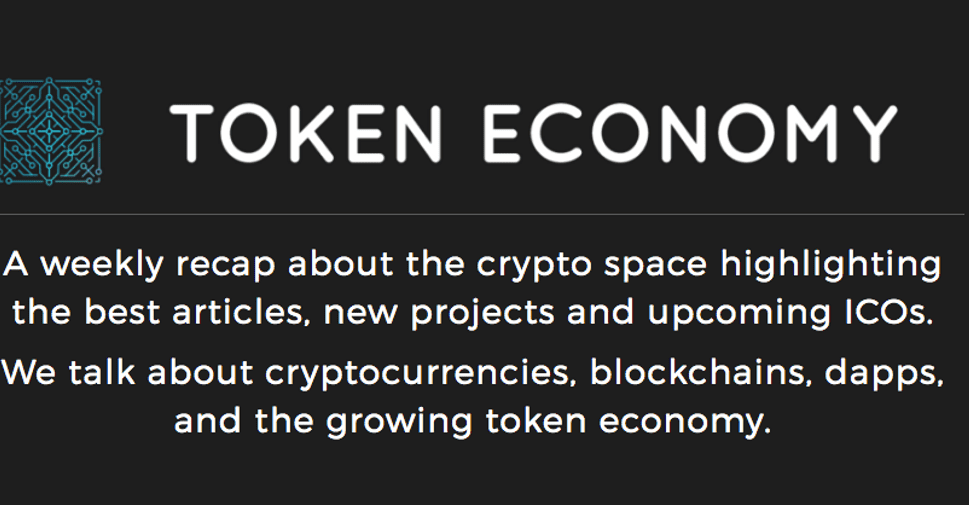 TOKEN ECONOMY
A weekly recap about the crypto space highlighting
the best articles, new projects and upcoming ICOs.
We talk about cryptocurrencies, blockchains, dapps,
and the growing token economy.